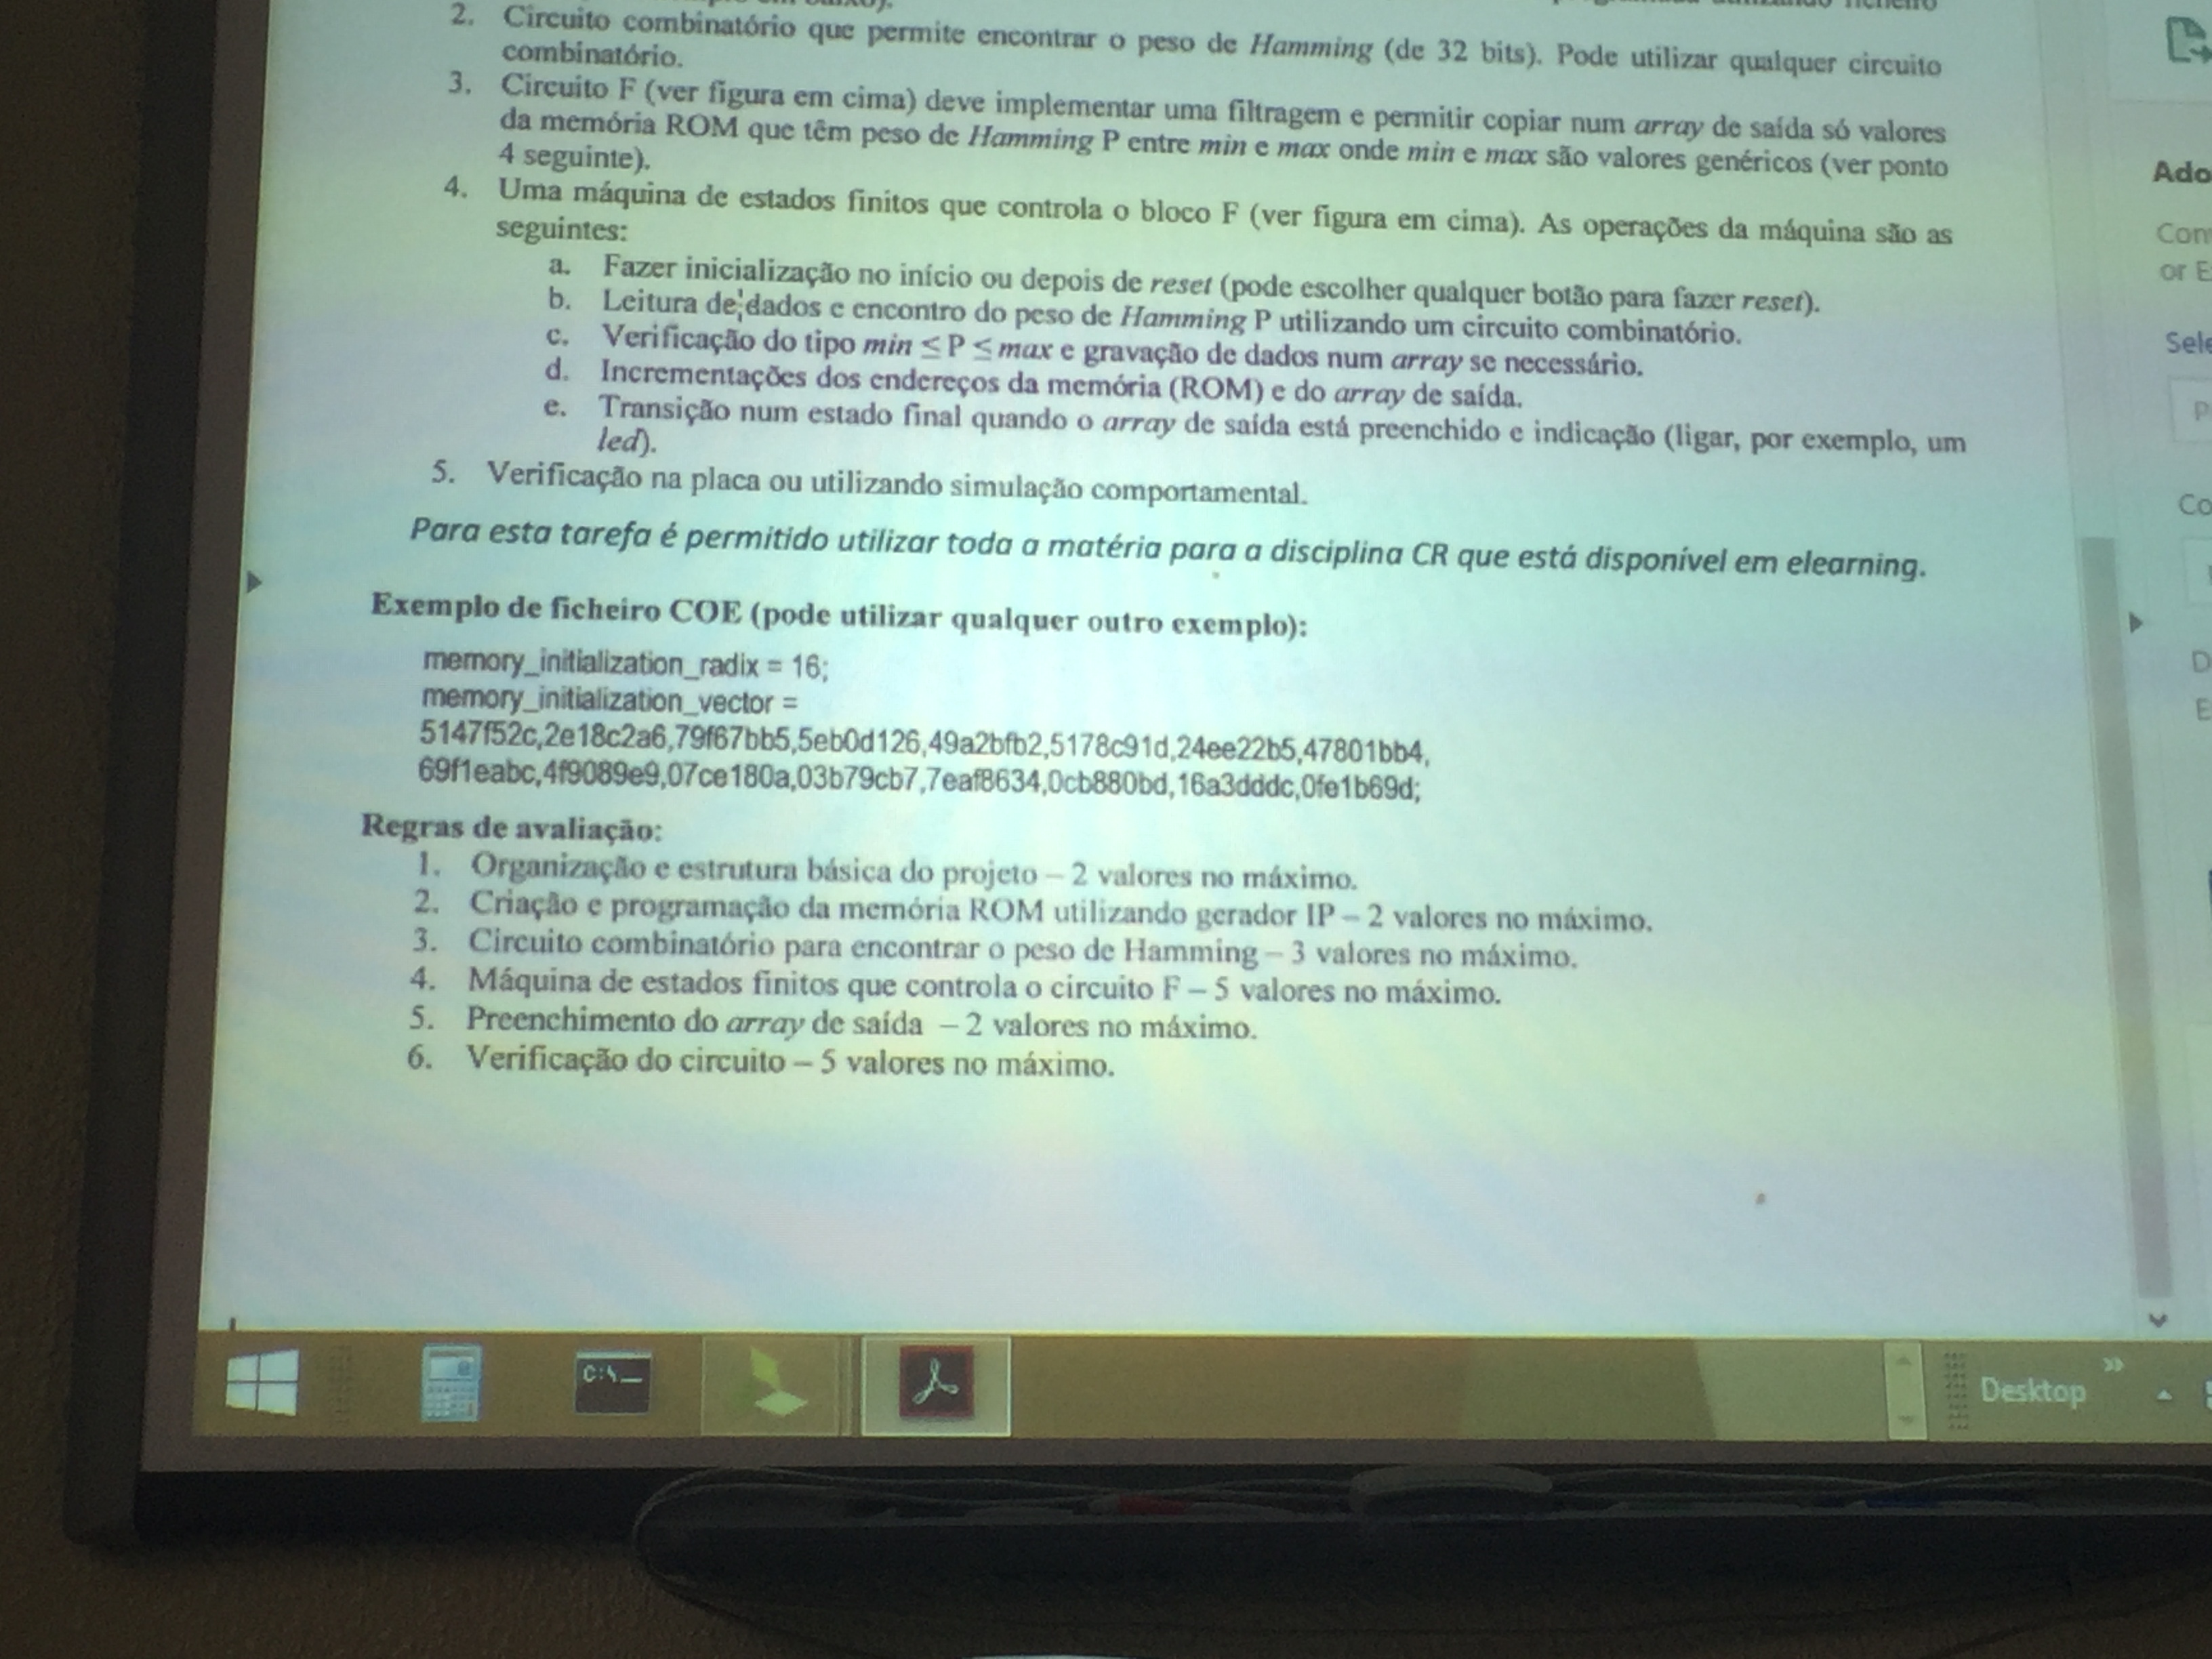 2. Circuito combinatório que permite encontrar o peso de Hamming (de 32 bits). Pode utilizar qualquer circuito
combinatório.
3. Circuito F (ver figura em cima) deve implementar uma filtragem e permitir copiar num array de saída só valores
da memória ROM que têm peso de Hamming P entre min e max onde min e max são valores genéricos (ver ponto
4 seguinte).
4. Uma máquina de estados finitos que controla o bloco F (ver figura em cima). As operações da máquina são as
seguintes:
a. Fazer inicialização no início ou depois de reset (pode escolher qualquer botão para fazer reset).
b. Leitura de dados e encontro do peso de Hamming P utilizando um circuito combinatório.
c. Verificação do tipo min ≤ P ≤ max e gravação de dados num array se necessário.
d. Incrementações dos endereços da memória (ROM) e do array de saída.
e. Transição num estado final quando o array de saída está preenchido e indicação (ligar, por exemplo, um
led).
5. Verificação na placa ou utilizando simulação comportamental.
Para esta tarefa é permitido utilizar toda a matéria para a disciplina CR que está disponível em elearning.
Exemplo de ficheiro COE (pode utilizar qualquer outro exemplo):
memory_initialization_radix = 16;
memory_initialization_vector =
5147f52c,2e18c2a6,79f67bb5,5eb0d126,49a2bfb2,5178c91d,24ee22b5,47801bb4,
69f1eabc,4f9089e9,07ce180a,03b79cb7,7eaf8634,0cb880bd,16a3dddc,0fe1b69d;
Regras de avaliação:
1. Organização e estrutura básica do projeto – 2 valores no máximo.
2. Criação e programação da memória ROM utilizando gerador IP – 2 valores no máximo.
3. Circuito combinatório para encontrar o peso de Hamming – 3 valores no máximo.
4. Máquina de estados finitos que controla o circuito F – 5 valores no máximo.
5. Preenchimento do array de saída – 2 valores no máximo.
6. Verificação do circuito – 5 valores no máximo.
Ado
Con
or E
Sele
P
Co
D
E
C:\
Desktop